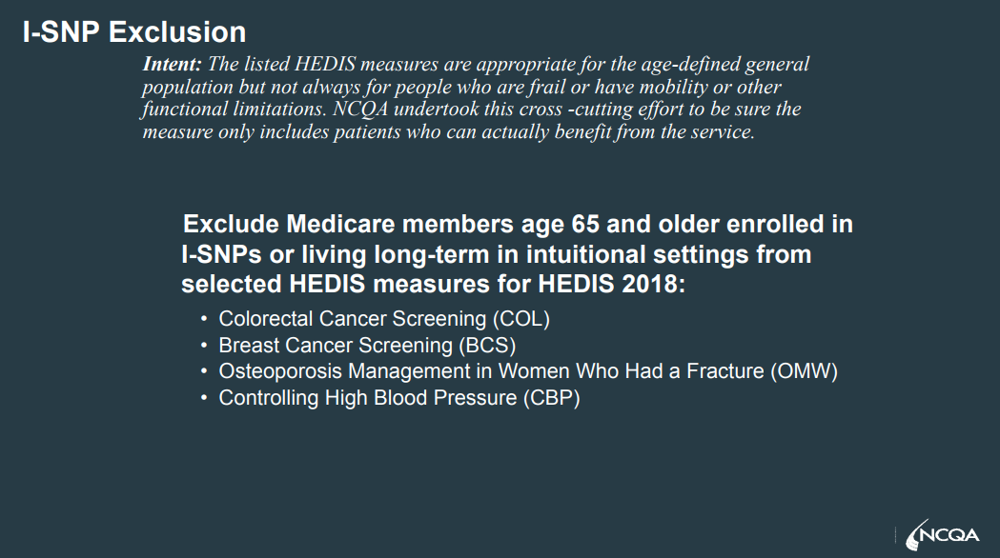 I-SNP Exclusion
Intent: The listed HEDIS measures are appropriate for the age-defined general
population but not always for people who are frail or have mobility or other
functional limitations. NCQA undertook this cross -cutting effort to be sure the
measure only includes patients who can actually benefit from the service.
Exclude Medicare members age 65 and older enrolled in
I-SNPs or living long-term in intuitional settings from
selected HEDIS measures for HEDIS 2018:
• Colorectal Cancer Screening (COL)
• Breast Cancer Screening (BCS)
• Osteoporosis Management in Women Who Had a Fracture (OMW)
• Controlling High Blood Pressure (CBP)
NCQA